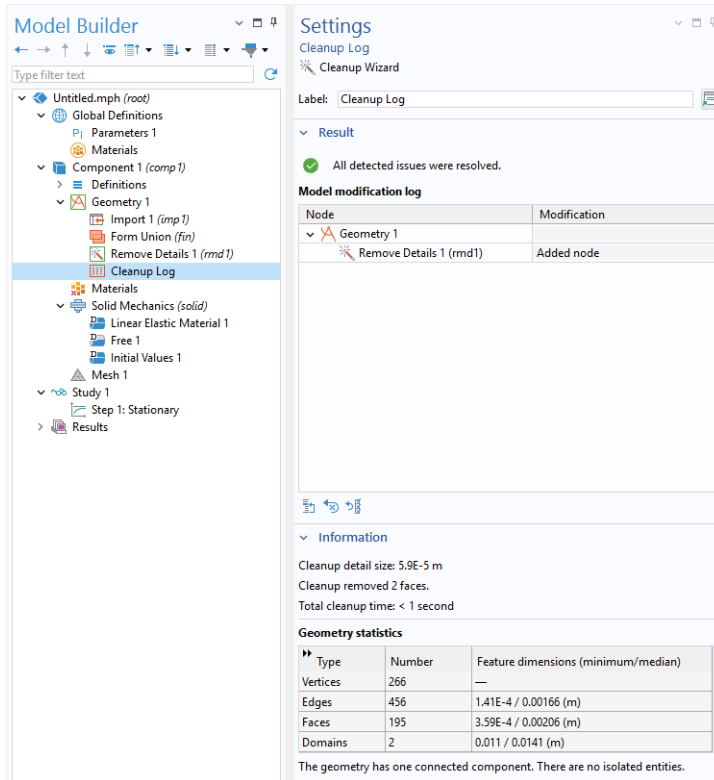 Model Builder
Type filter text
Untitled.mph (root)
Global Definitions
Pi Parameters 1
Materials
Component 1 (comp1)
Definitions
Geometry 1
Import 1 (imp1)
Form Union (fin)
Remove Details 1 (rmd1)
Cleanup Log
Materials
Solid Mechanics (solid)
D Linear Elastic Material 1
D Free 1
D Initial Values 1
Mesh 1
Study 1
Step 1: Stationary
Results
Settings
Cleanup Log
Cleanup Wizard
Label: Cleanup Log
Result
All detected issues were resolved.
Model modification log
Node Modification
Geometry 1
Remove Details 1 (rmd1) Added node
Information
Cleanup detail size: 5.9E-5 m
Cleanup removed 2 faces.
Total cleanup time: < 1 second
Geometry statistics
Type Number Feature dimensions (minimum/median)
Vertices 266 —
Edges 456 1.41E-4 / 0.00166 (m)
Faces 195 3.59E-4 / 0.00206 (m)
Domains 2 0.011 / 0.0141 (m)
The geometry has one connected component. There are no isolated entities.